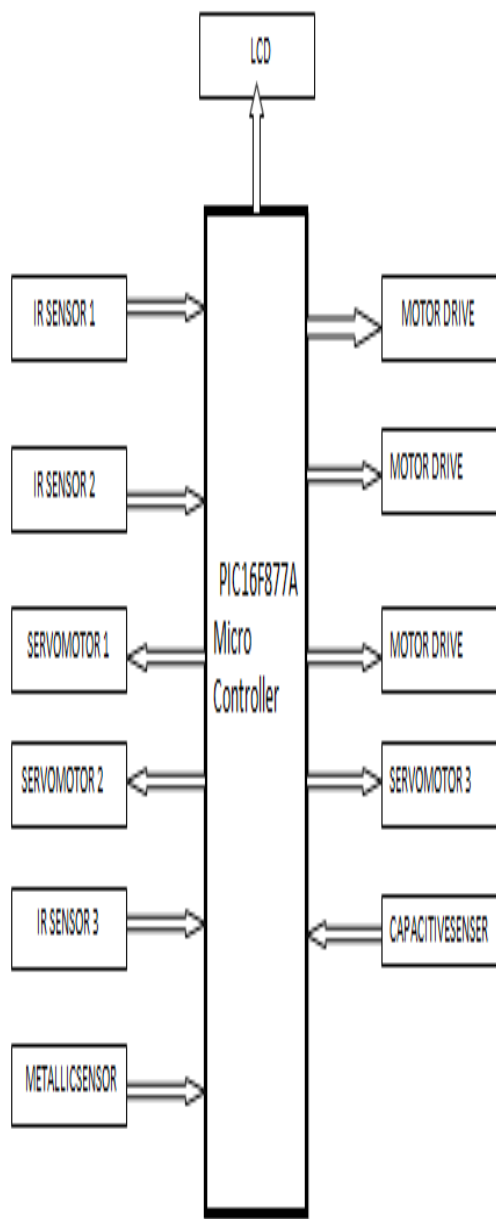 LCD
IR SENSOR 1
IR SENSOR 2
SERVOMOTOR 1
SERVOMOTOR 2
IR SENSOR 3
METALLICSENSOR
PIC16F877A
Micro
Controller
MOTOR DRIVE
MOTOR DRIVE
MOTOR DRIVE
SERVOMOTOR 3
CAPACITIVESENSER